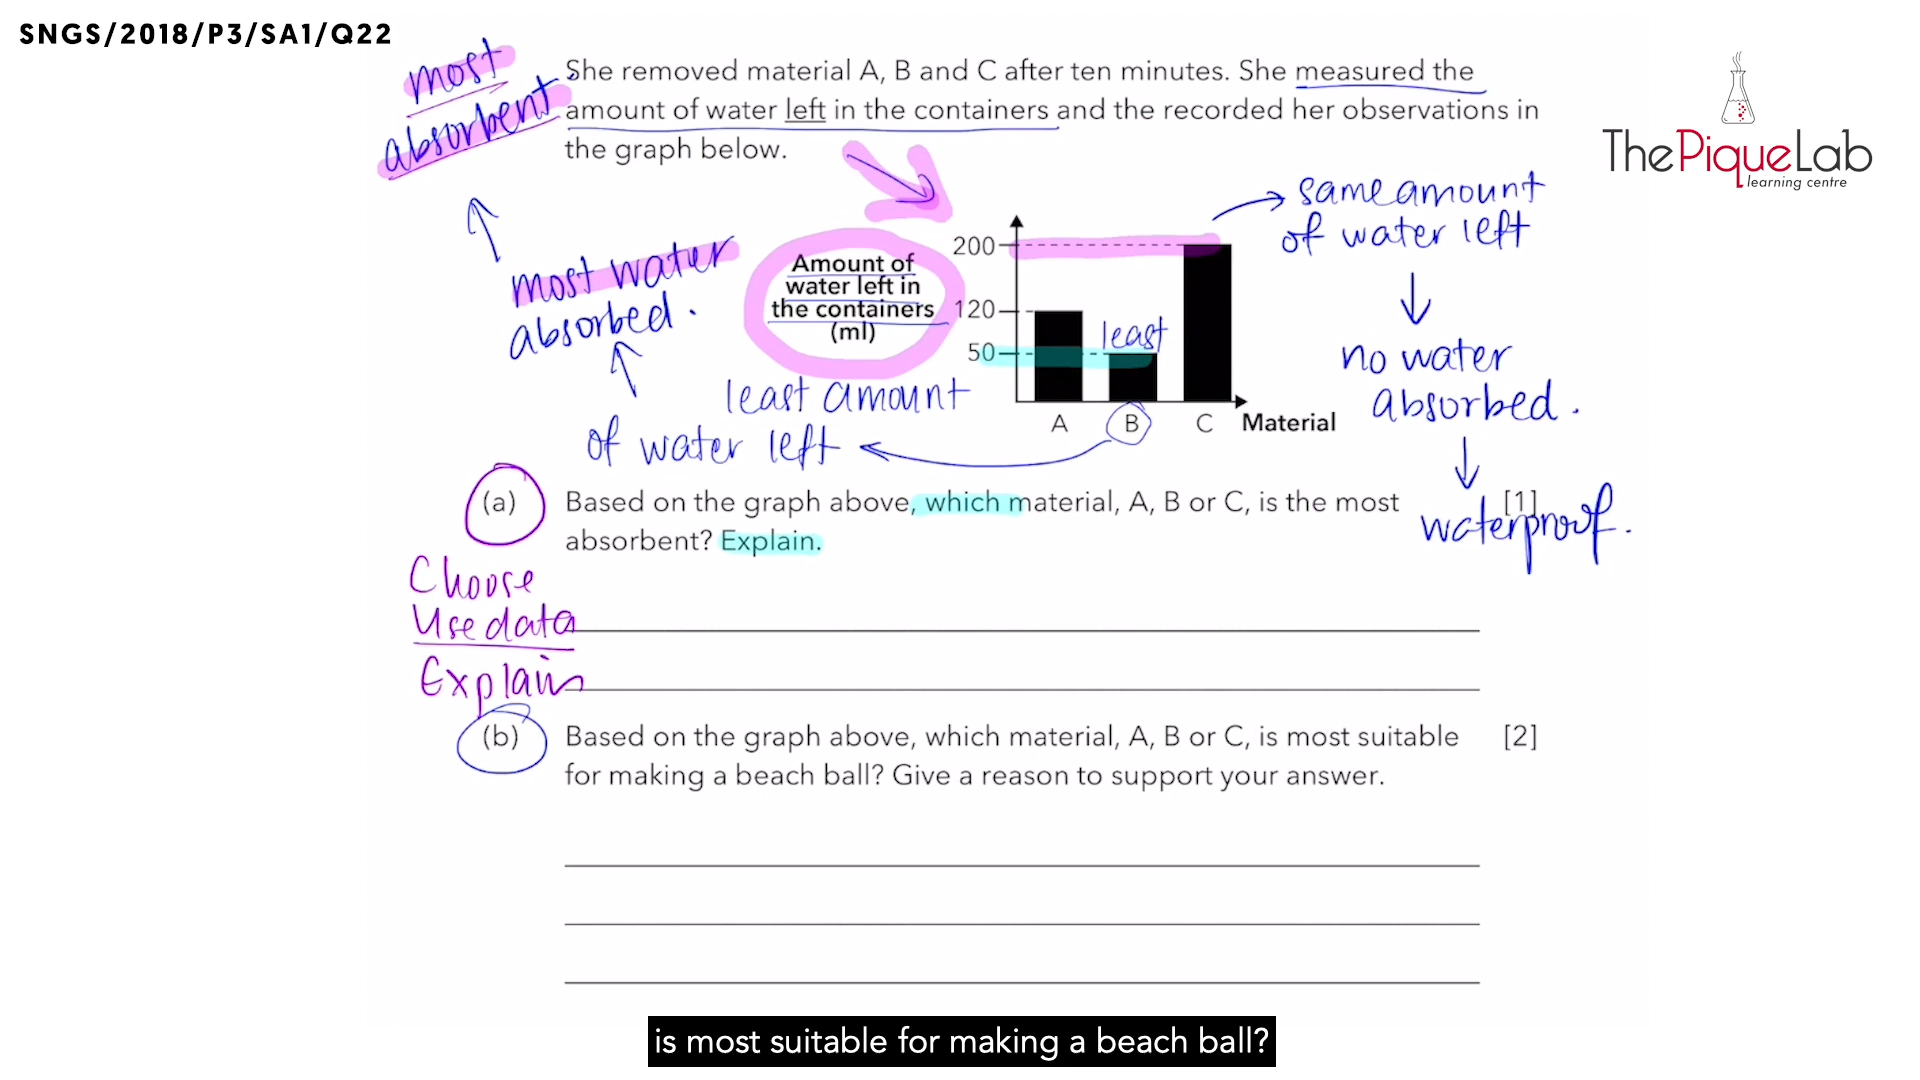 SNGS/2018/P3/SA1/Q22
most
absorbent
She removed material A, B and C after ten minutes. She measured the
amount of water left in the containers and the recorded her observations in
the graph below.
ThePiqueLab
learning centre
same amount
of water left
no water
absorbed.
waterproof.
most water
absorbed.
least amount
of water left
Amount of
water left in
the containers
(ml)
200
120
50
least
A
B
C
Material
(a)
Based on the graph above, which material, A, B or C, is the most
absorbent? Explain.
[1]
Choose
Use data
Explain
(b)
Based on the graph above, which material, A, B or C, is most suitable
for making a beach ball? Give a reason to support your answer.
[2]
is most suitable for making a beach ball?